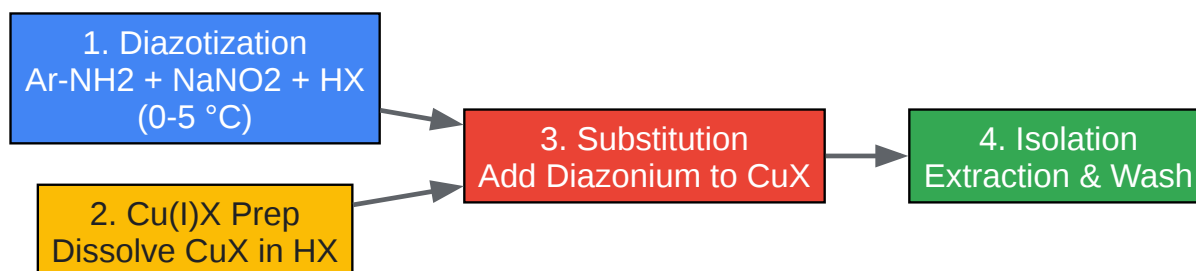 1. Diazotization
Ar-NH2 + NaNO2 + HX
(0-5 °C)
2. Cu(I)X Prep
Dissolve CuX in HX
3. Substitution
Add Diazonium to CuX
4. Isolation
Extraction & Wash